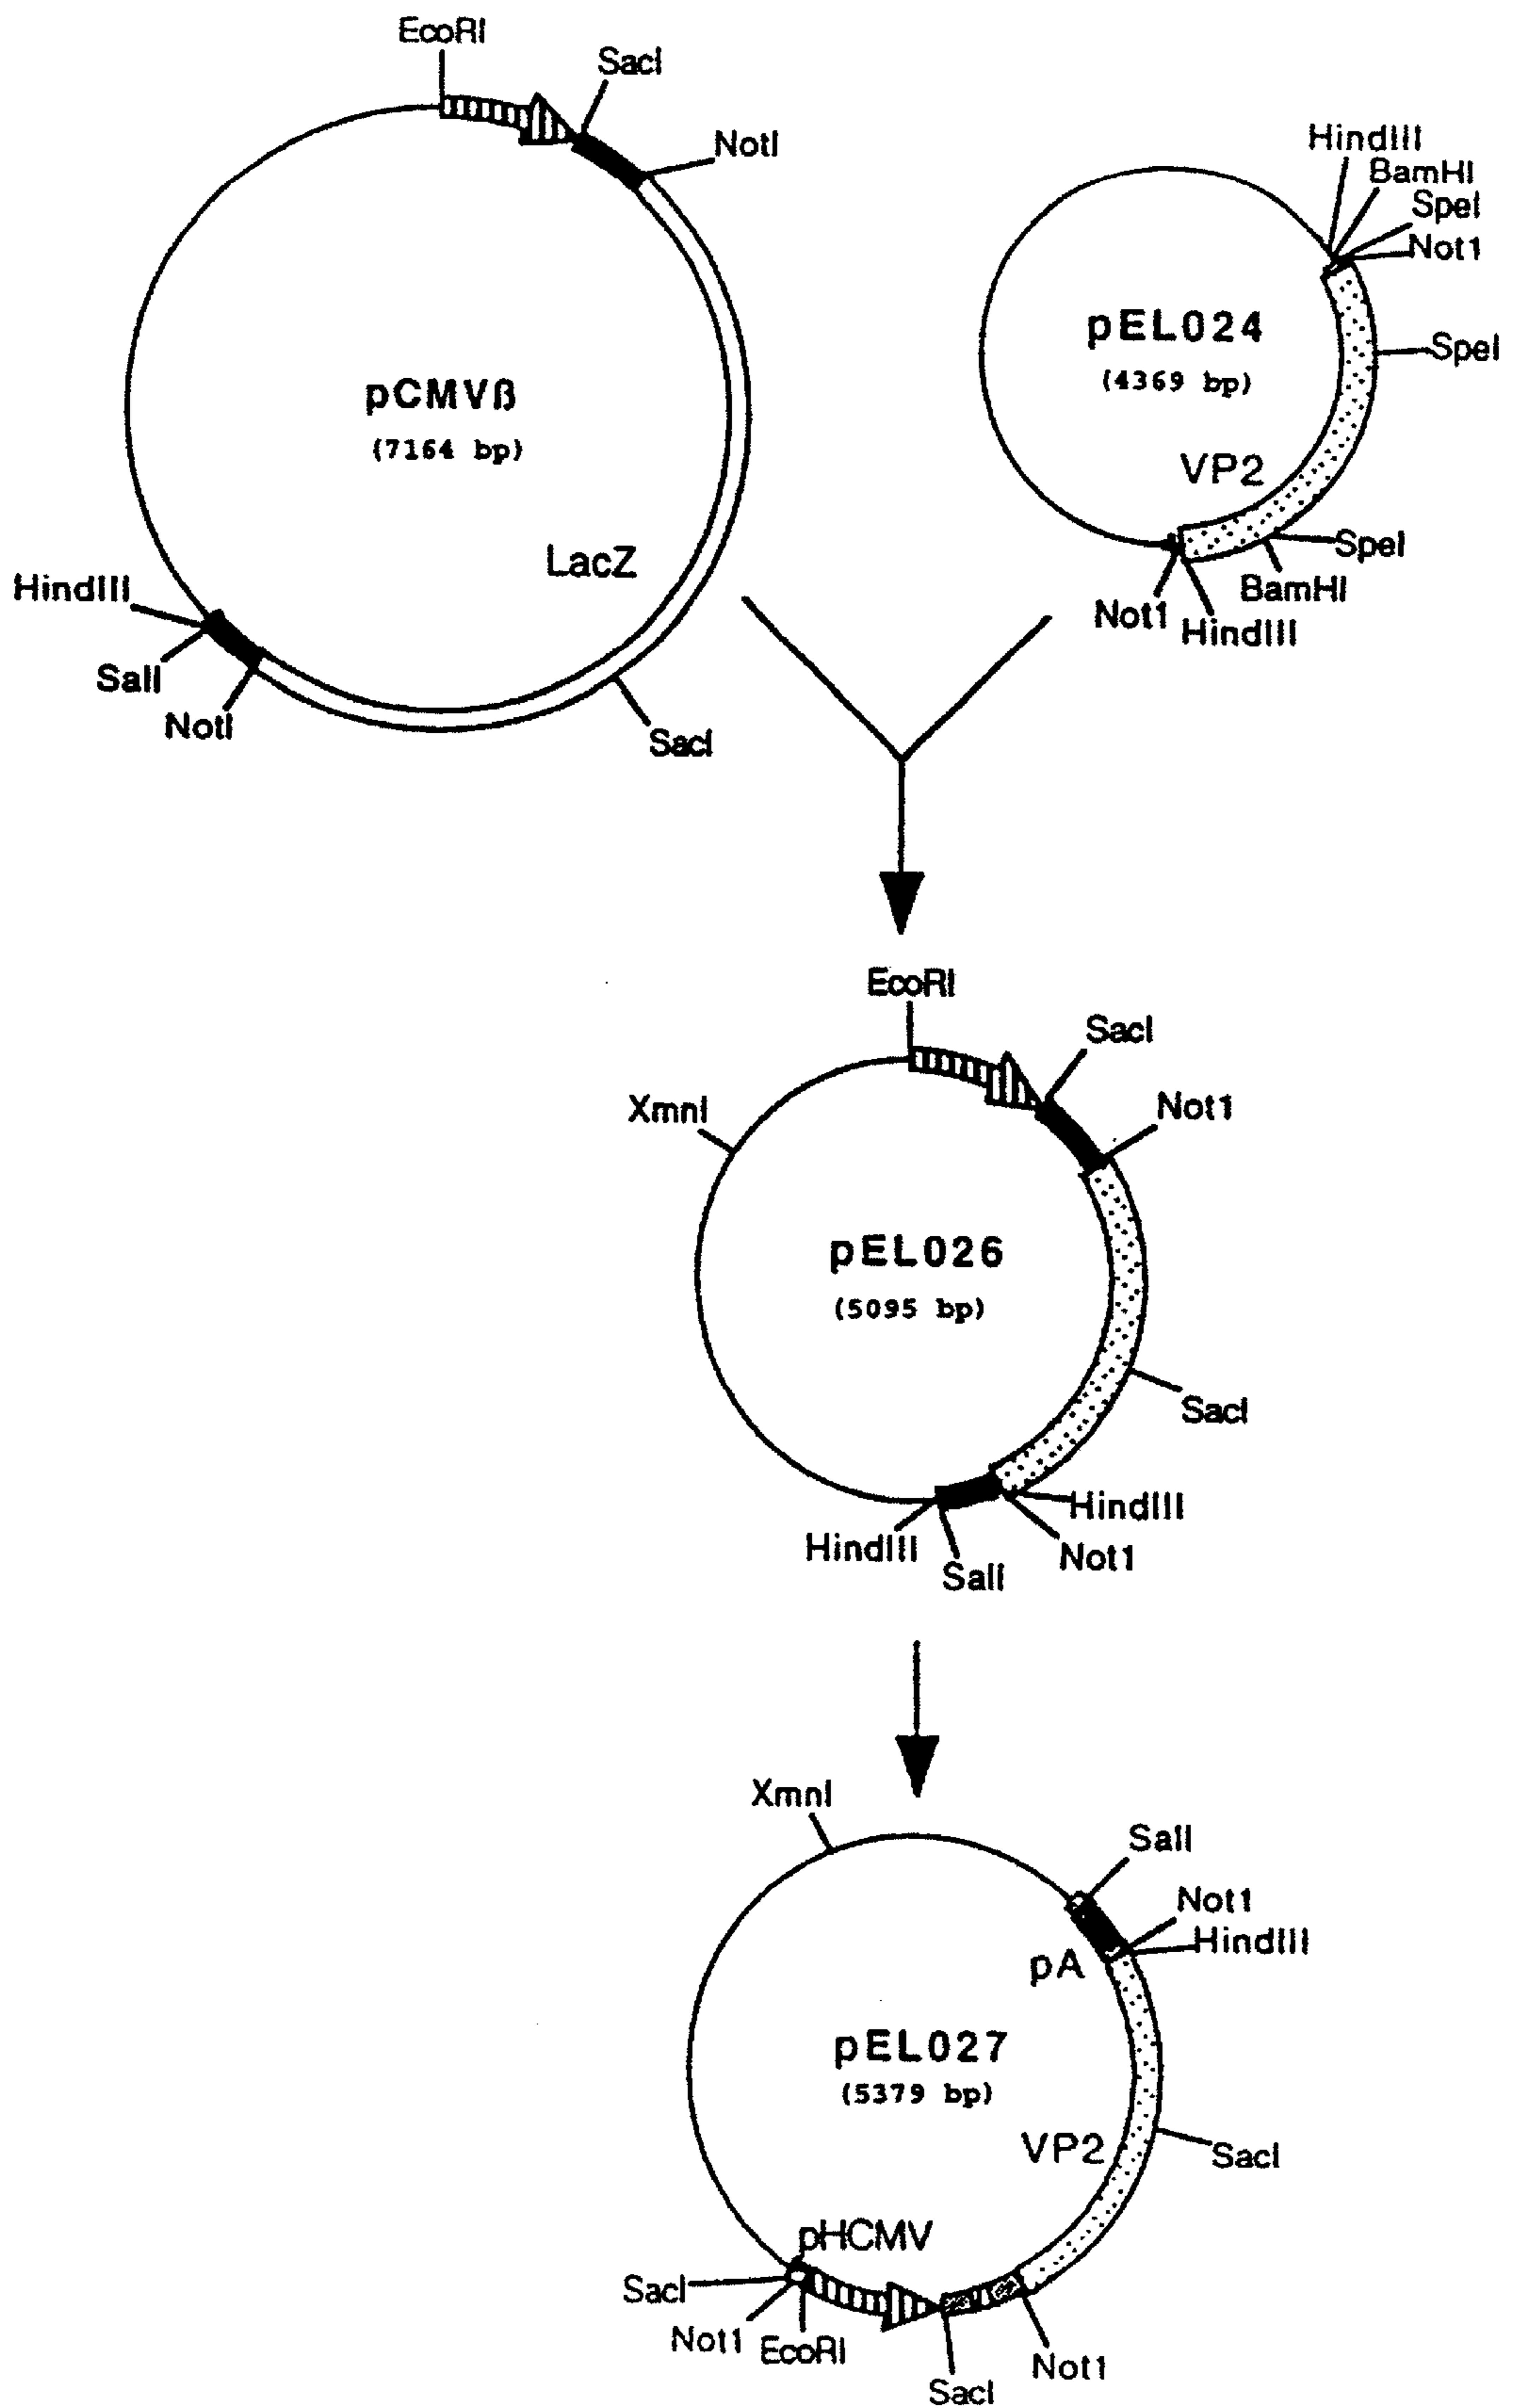 EcoRI
SacI
NotI
pCMVß
(7164 bp)
LacZ
HindIII
SalI
NotI
SacI
HindIII
BamHI
SpeI
Not1
pEL024
(4369 bp)
SpeI
VP2
SpeI
BamHI
Not1
HindIII
EcoRI
SacI
XmnI
Not1
pEL026
(5095 bp)
SacI
HindIII
HindIII
Not1
SalI
XmnI
SalI
Not1
HindIII
pA
pEL027
(5379 bp)
VP2
SacI
pHCMV
SacI
Not1
EcoRI
Not1
SacI